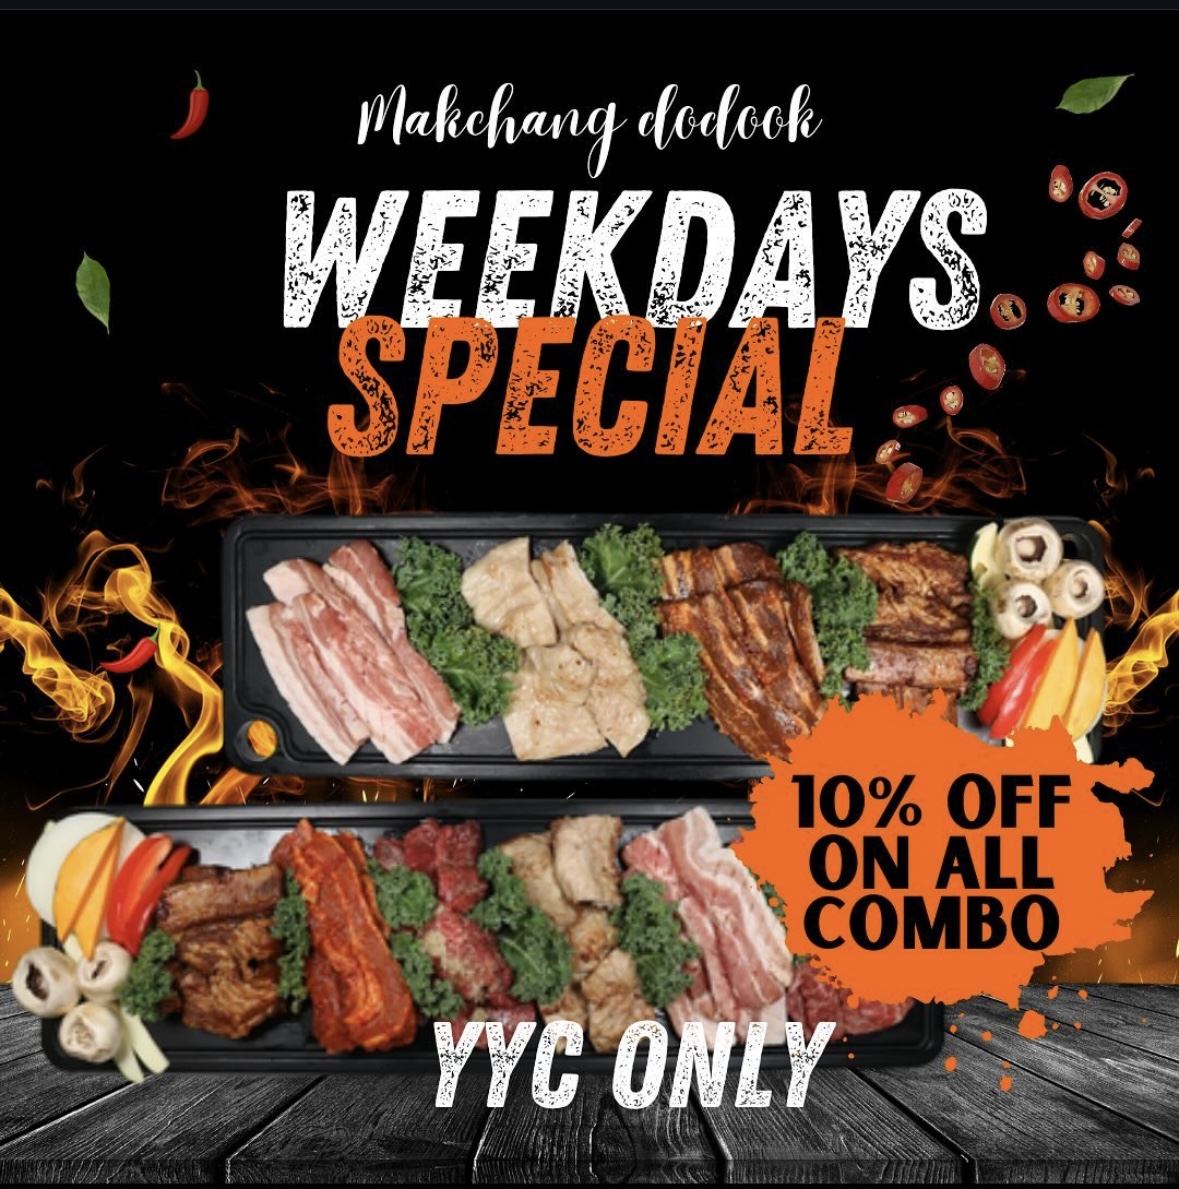 Makchang dodook
WEEKDAYS
SPECIAL
10% OFF
ON ALL
COMBO
YYC ONLY